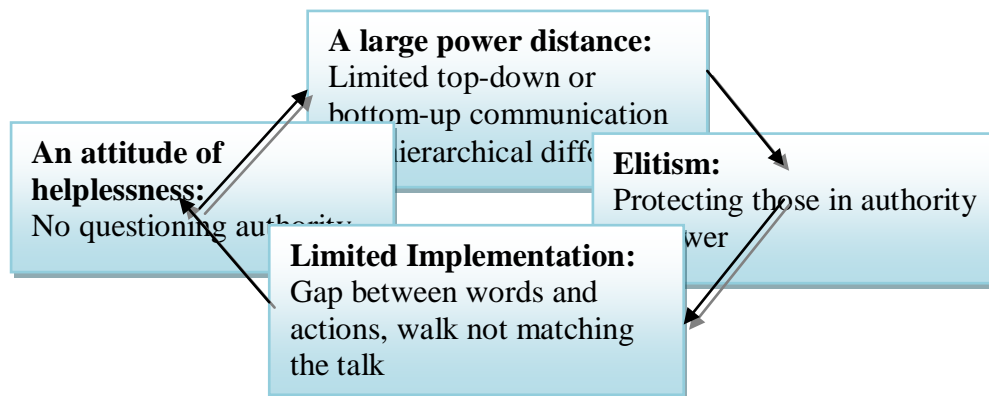 A large power distance:
Limited top-down or
bottom-up communication
hierarchical
An attitude of
helplessness:
No questioning authority
Elitism:
Protecting those in authority
Limited Implementation:
Gap between words and
actions, walk not matching
the talk